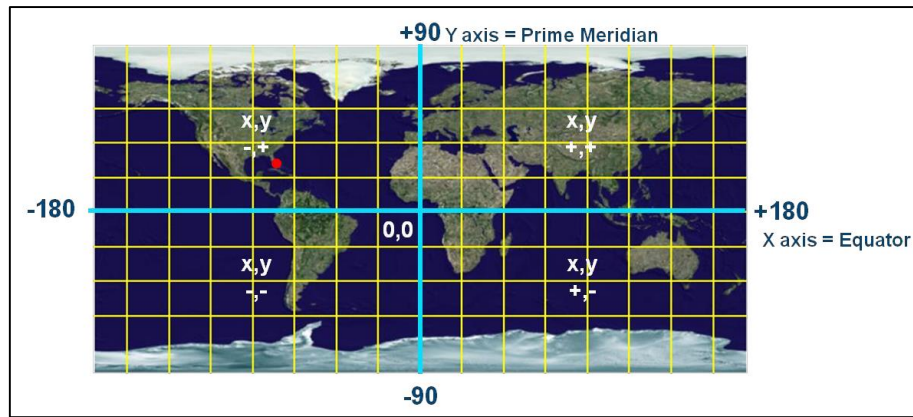 +90 Y axis = Prime Meridian
x,y
-,+
x,y
+,+
-180
+180
0,0
X axis = Equator
x,y
-,-
x,y
+,-
-90